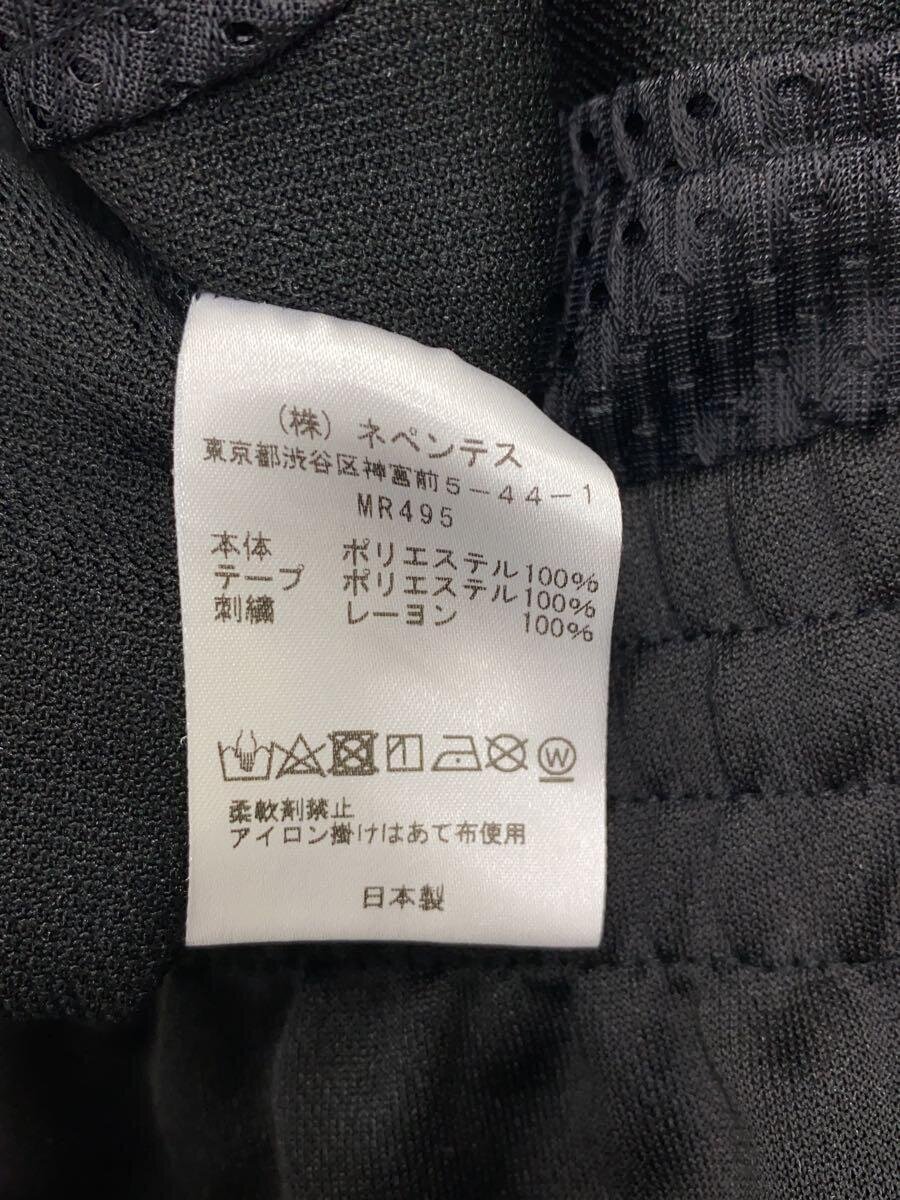 (株) ネペンテス
東京都渋谷区神宮前5-44-1
MR495
本体 ポリエステル100%
テープ ポリエステル100%
刺繍 レーヨン 100%
W
柔軟剤禁止
アイロン掛けはあて布使用
日本製